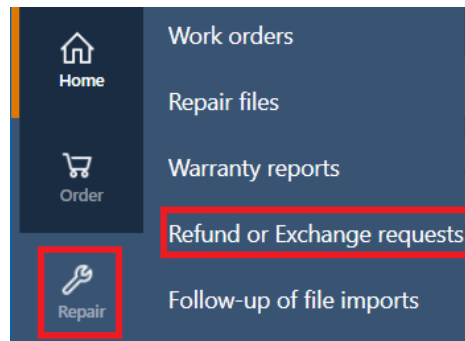 Home
Order
Repair
Work orders
Repair files
Warranty reports
Refund or Exchange requests
Follow-up of file imports